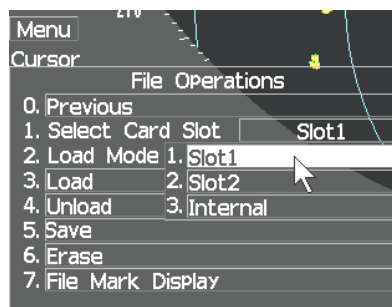 270
Menu
Cursor
File Operations
0. Previous
1. Select Card Slot Slot1
2. Load Mode 1. Slot1
3. Load 2. Slot2
4. Unload 3. Internal
5. Save
6. Erase
7. File Mark Display